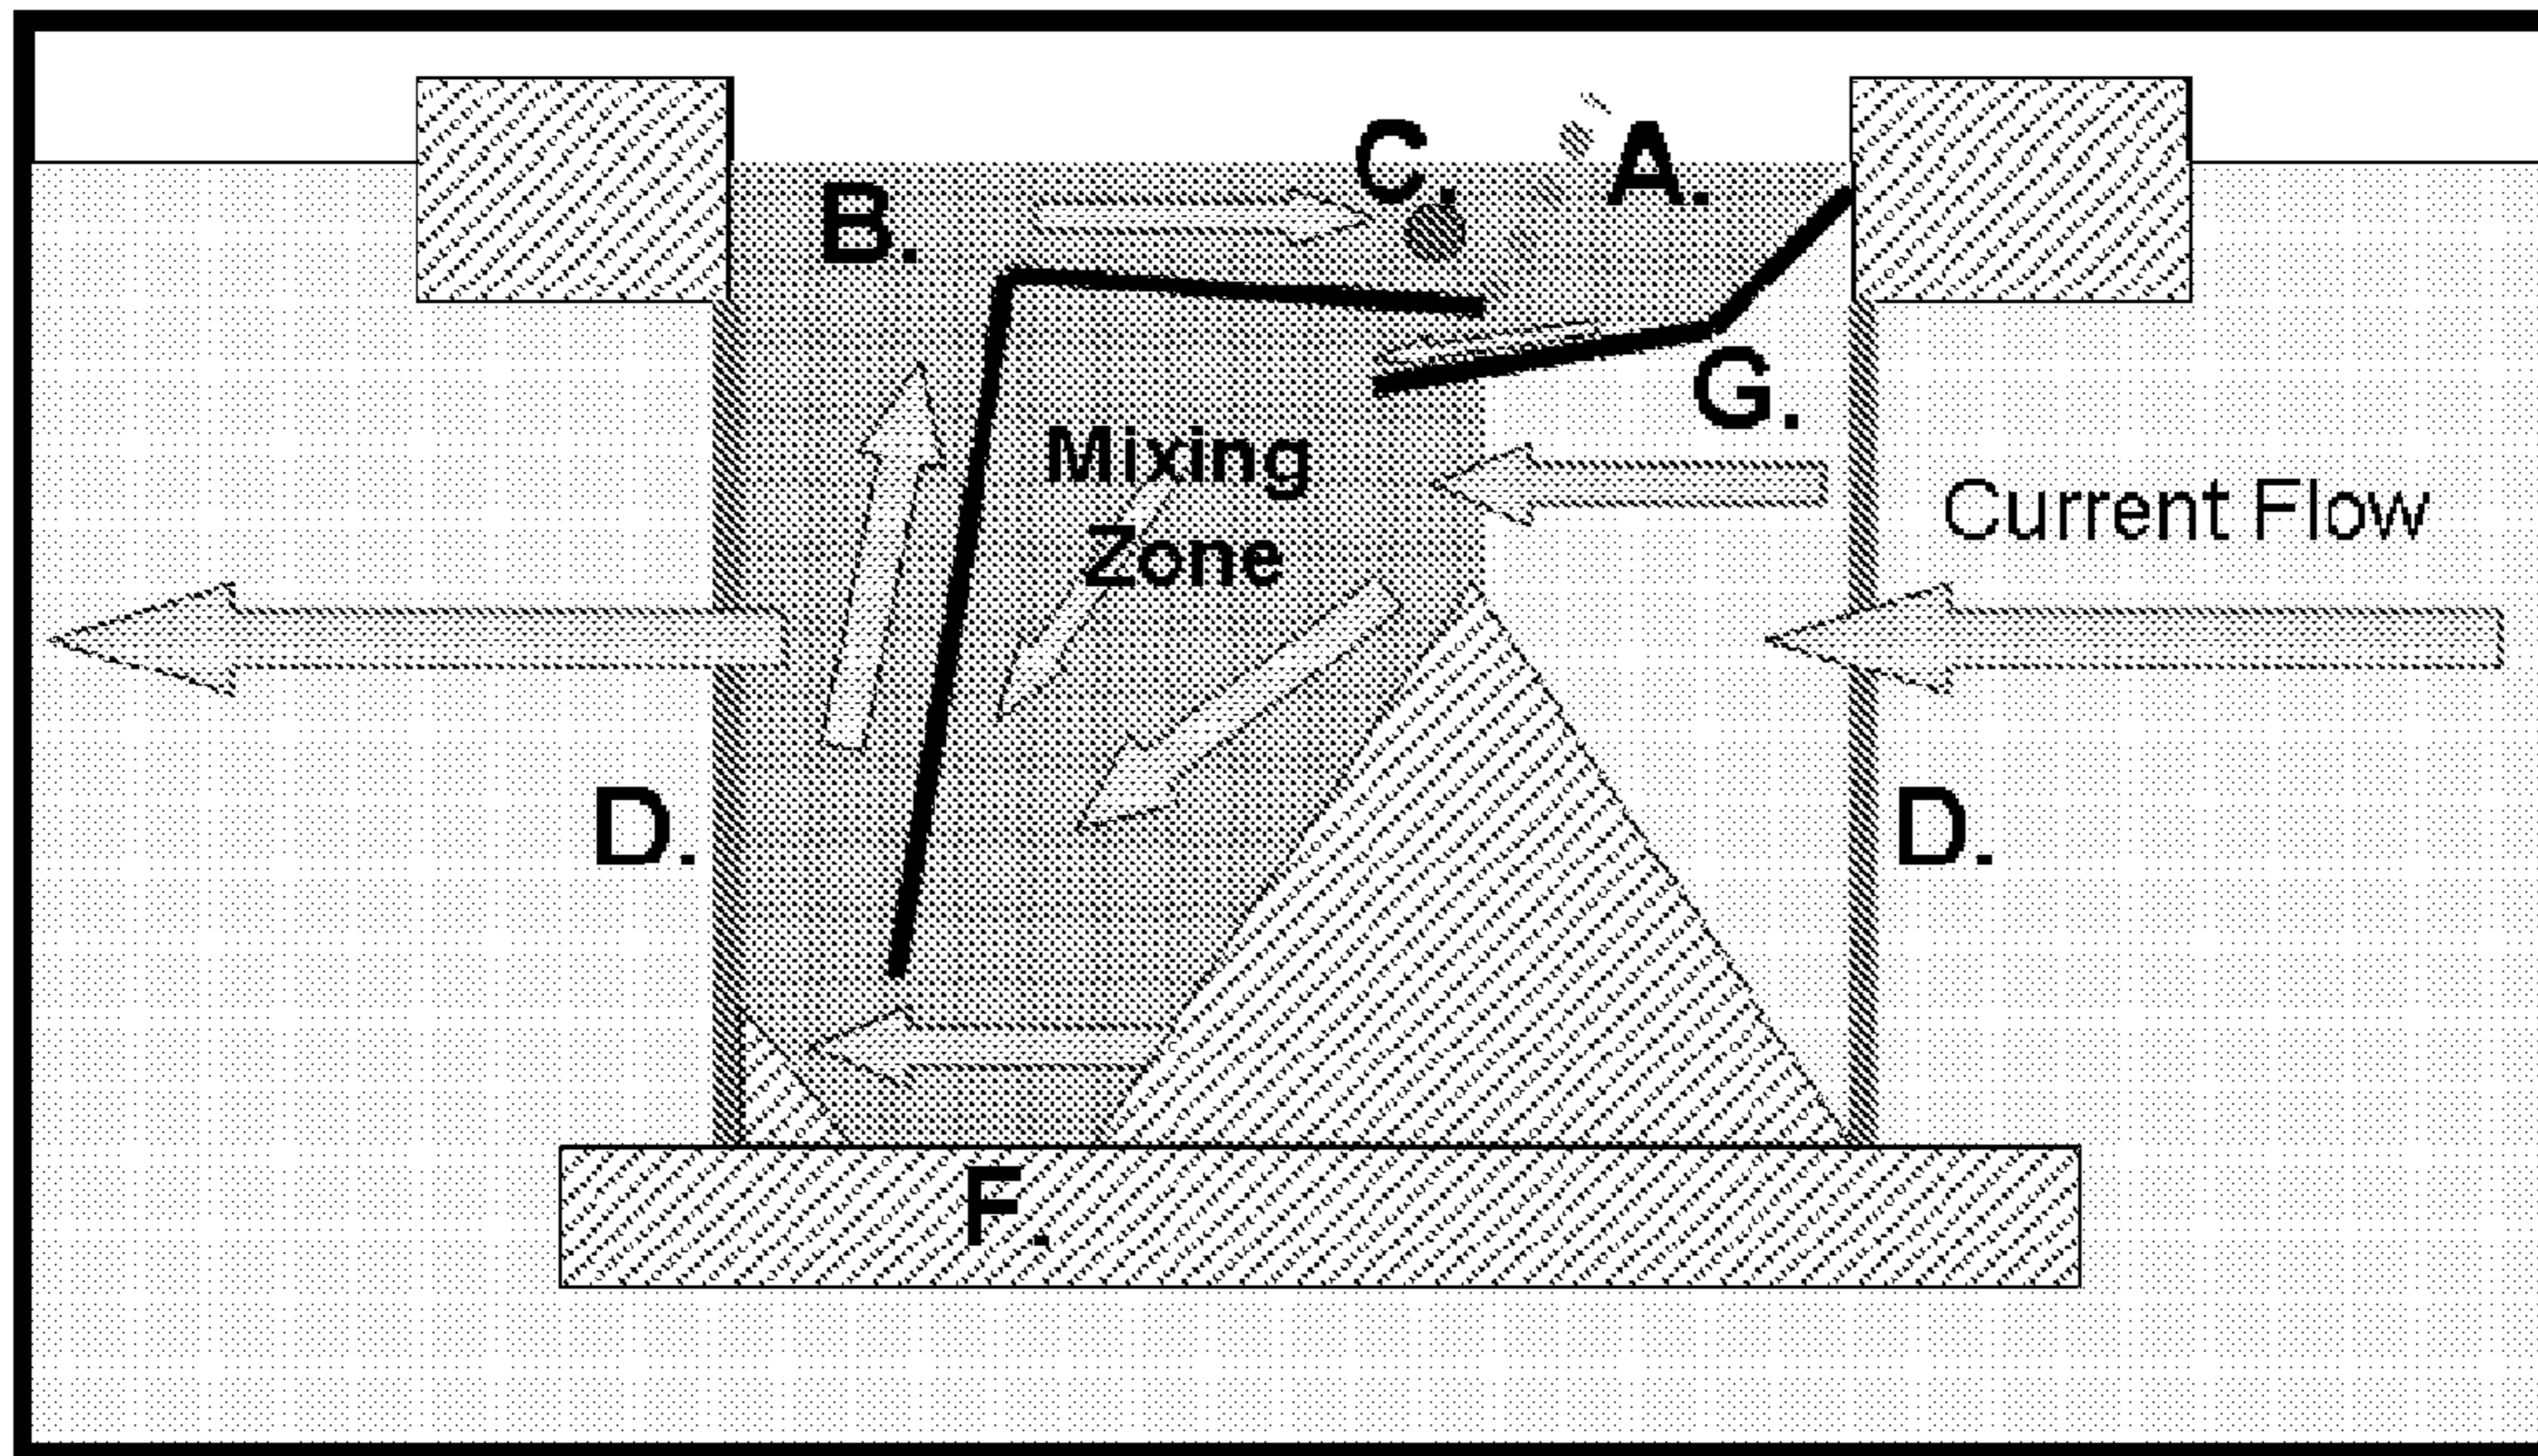 C.
A.
B.
G.
Mixing
Zone
Current Flow
D.
D.
F.